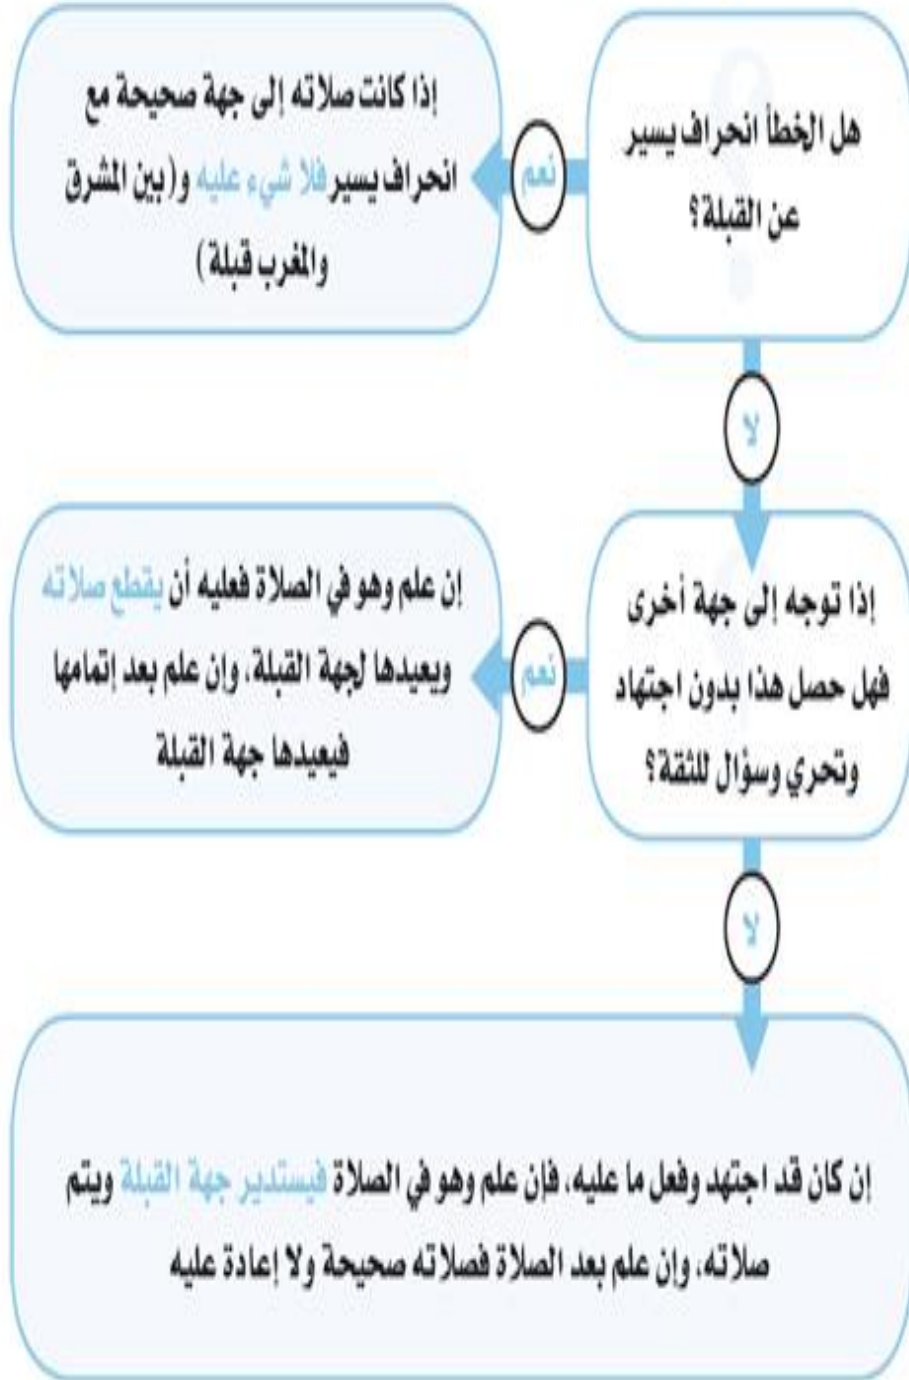 هل الخطأ انحراف يسير
عن القبلة؟
نعم
إذا كانت صلاته إلى جهة صحيحة مع
انحراف يسير فلا شيء عليه و(بين المشرق
والمغرب قبلة)
لا
إذا توجه إلى جهة أخرى
فهل حصل هذا بدون اجتهاد
وتحري وسؤال للثقة؟
نعم
إن علم وهو في الصلاة فعليه أن يقطع صلاته
ويعيدها لجهة القبلة، وإن علم بعد إتمامها
فيعيدها جهة القبلة
لا
إن كان قد اجتهد وفعل ما عليه، فإن علم وهو في الصلاة فيستدير جهة القبلة ويتم
صلاته، وإن علم بعد الصلاة فصلاته صحيحة ولا إعادة عليه